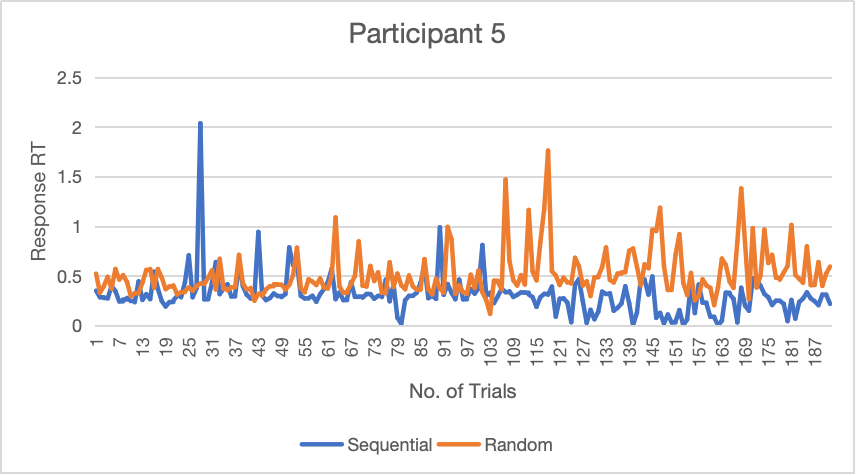 Participant 5
2.5
2
1.5
1
0.5
0
Response RT
1 7 13 19 25 31 37 43 49 55 61 67 73 79 85 91 97 103 109 115 121 127 133 139 145 151 157 163 169 175 181 187
No. of Trials
Sequential Random